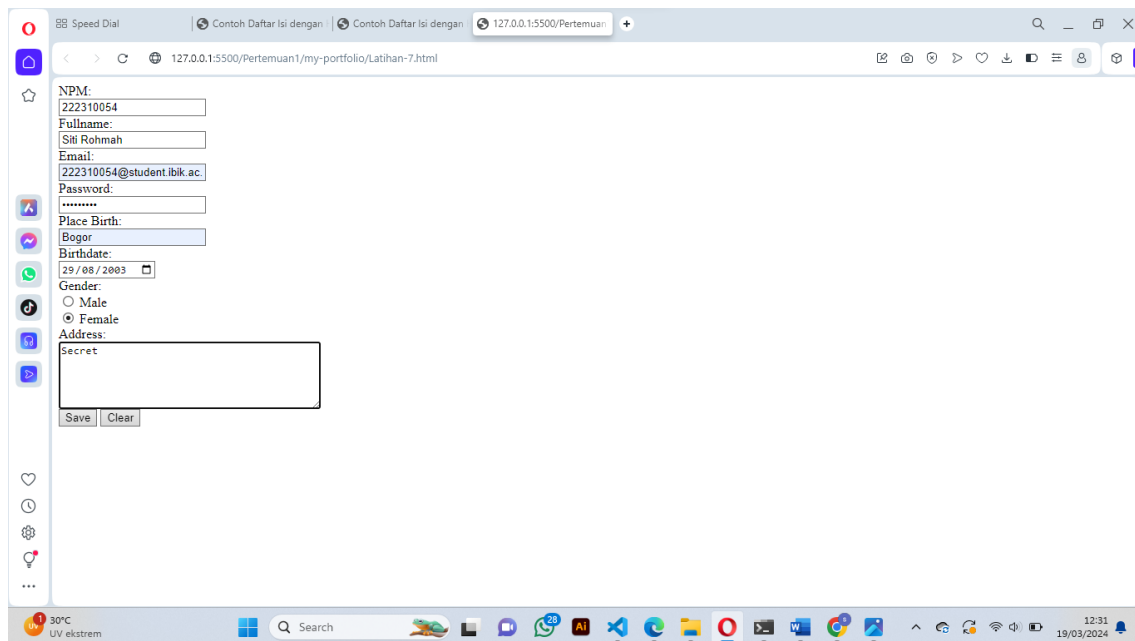 Speed Dial
Contoh Daftar Isi dengan
Contoh Daftar Isi dengan
127.0.0.1:5500/Pertemuan
127.0.0.1:5500/Pertemuan1/my-portfolio/Latihan-7.html
NPM:
222310054
Fullname:
Siti Rohmah
Email:
222310054@student.ibik.ac.
Password:
•••••••••
Place Birth:
Bogor
Birthdate:
29/08/2003
Gender:
Male
Female
Address:
Secret
Save Clear
UV 1 30°C
UV ekstrem
Search
28
Ai
W
s
12:31
19/03/2024